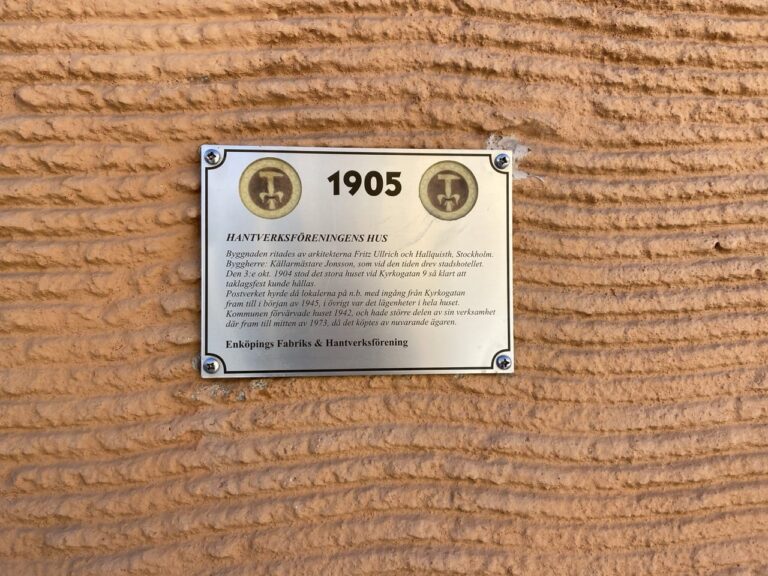 1905
HANTVERKSFÖRENINGENS HUS
Byggnaden ritades av arkitekterna Fritz Ullrich och Hallquisth, Stockholm.
Byggherre: Källarmästare Jonsson, som vid den tiden drev stadshotellet.
Den 3:e okt. 1904 stod det stora huset vid Kyrkogatan 9 så klart att
taklagsfest kunde hållas.
Postverket hyrde då lokalerna på n.b. med ingång från Kyrkogatan
fram till i början av 1945, i övrigt var det lägenheter i hela huset.
Kommunen förvärvade huset 1942, och hade större delen av sin verksamhet
där fram till mitten av 1973, då det köptes av nuvarande ägaren.
Enköpings Fabriks & Hantverksförening